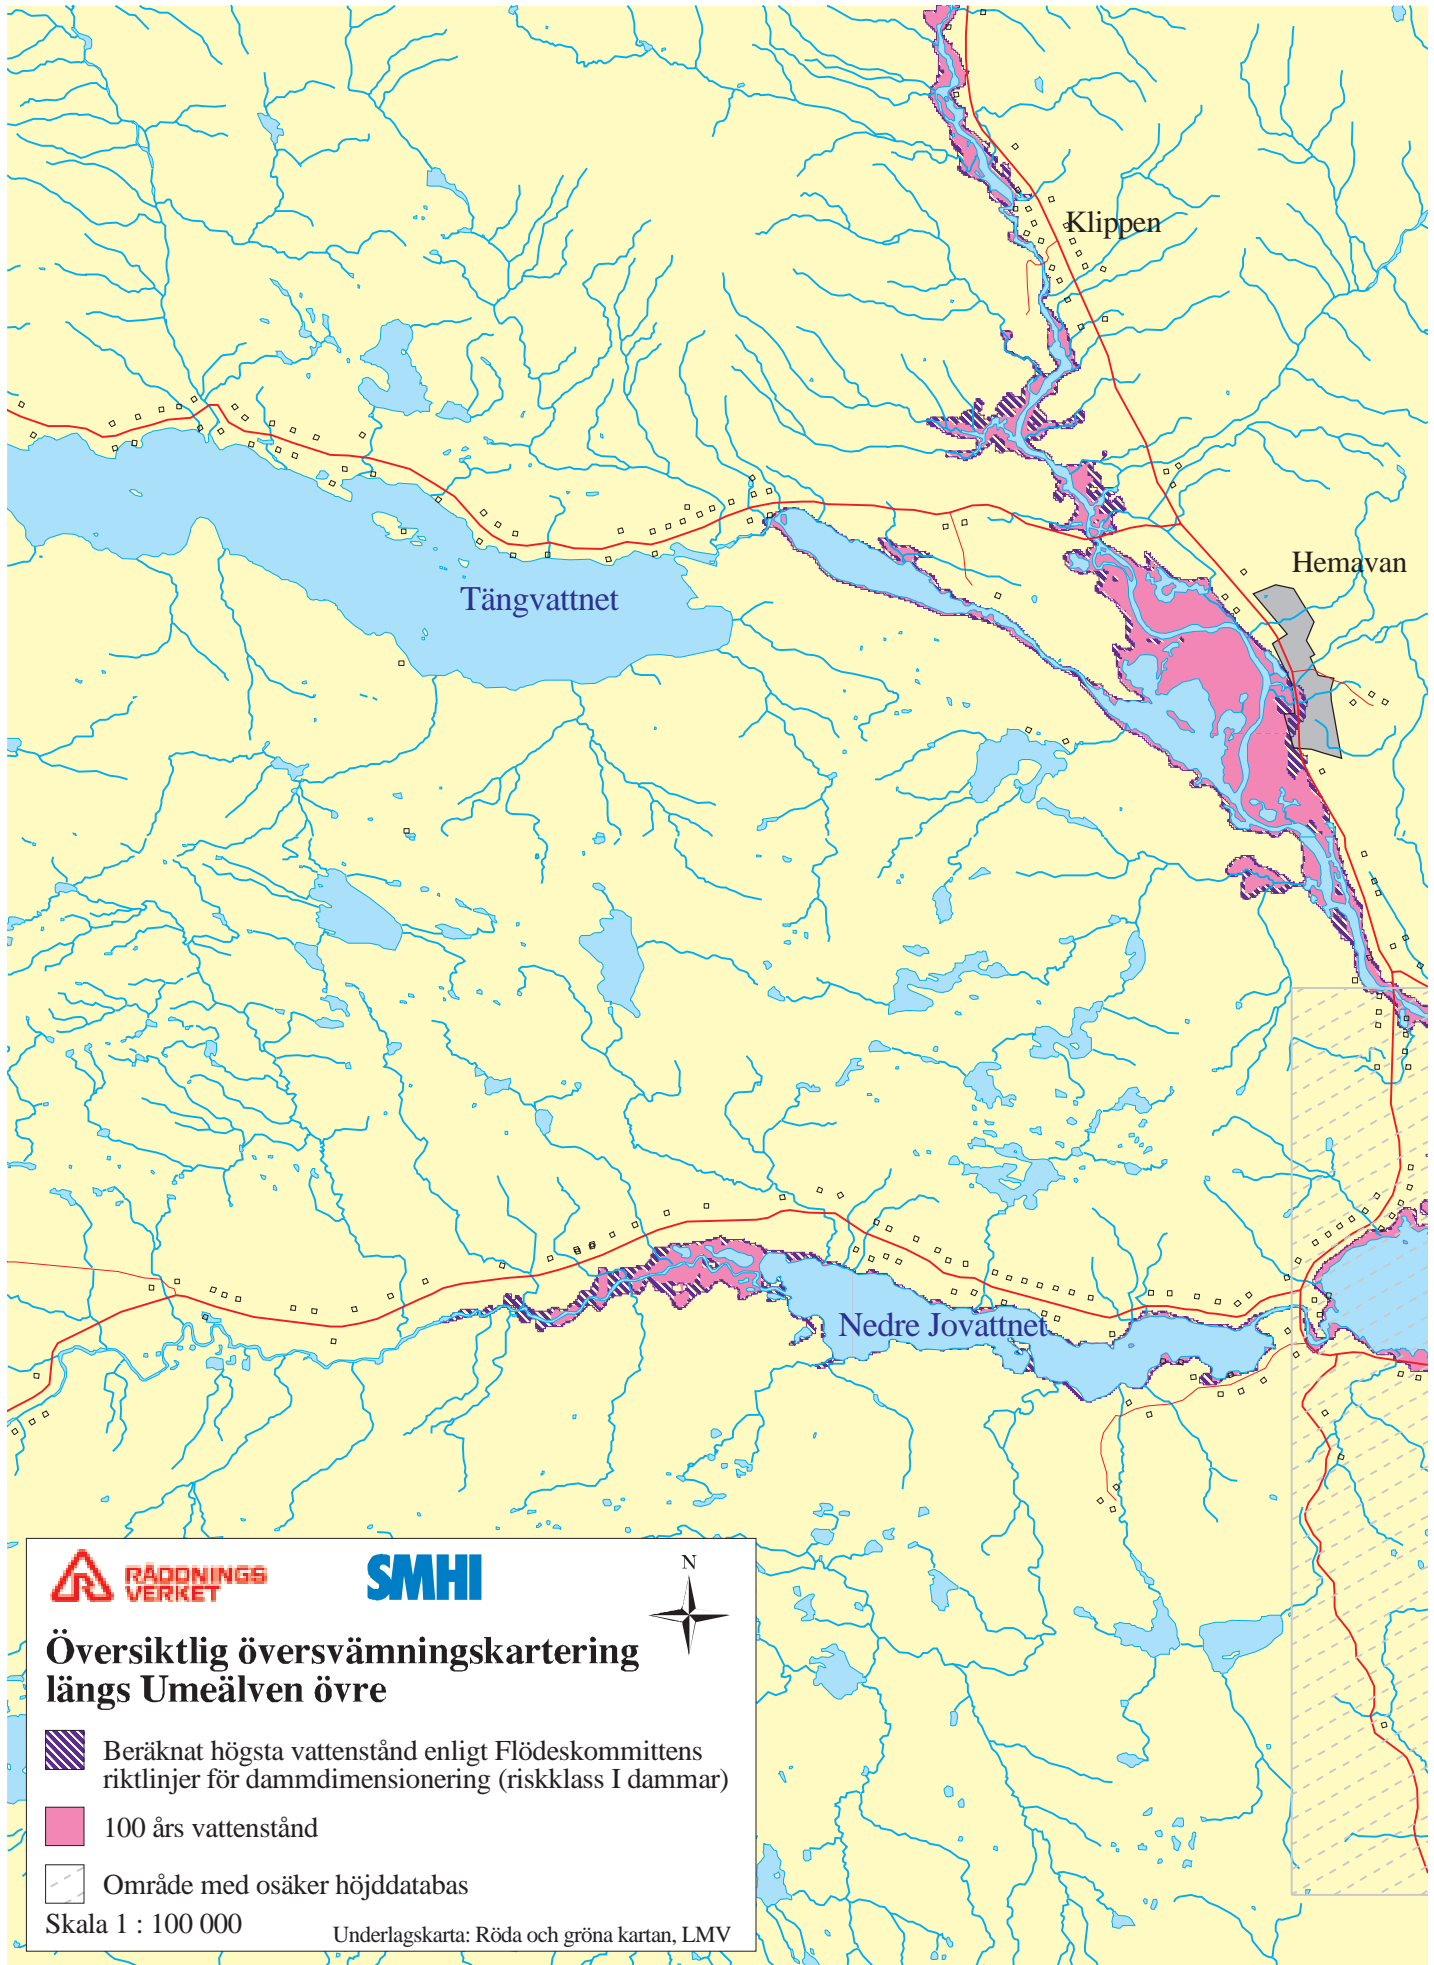 Klippen
Hemavan
Tängvattnet
Nedre Jovattnet
RÄDDNINGS
VERKET
SMHI
N
Översiktlig översvämningskartering
längs Umeälven övre
Beräknat högsta vattenstånd enligt Flödeskommittens
riktlinjer för dammdimensionering (riskklass I dammar)
100 års vattenstånd
Område med osäker höjddatabas
Skala 1 : 100 000
Underlagskarta: Röda och gröna kartan, LMV